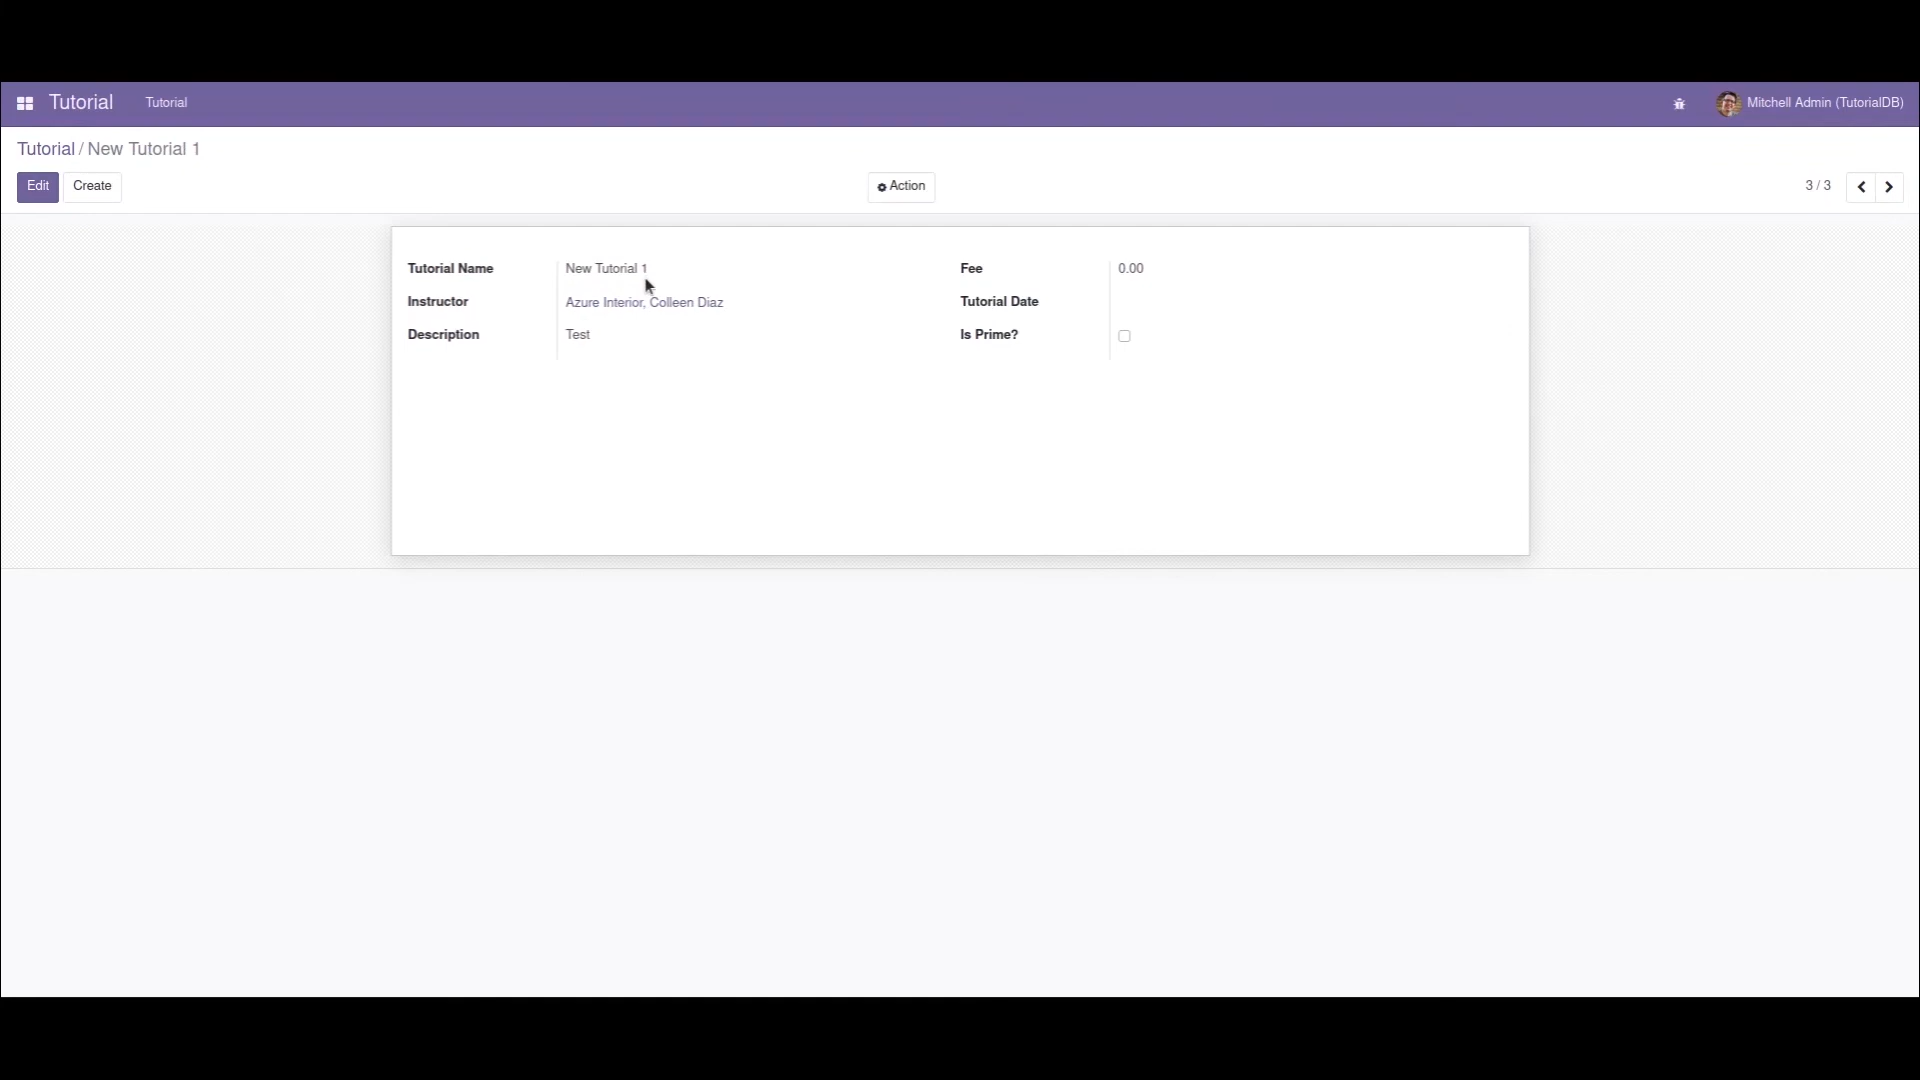 Tutorial Tutorial Mitchell Admin (TutorialDB)
Tutorial / New Tutorial 1
Edit Create Action 3 / 3
Tutorial Name New Tutorial 1 Fee 0.00
Instructor Azure Interior, Colleen Diaz Tutorial Date
Description Test Is Prime?